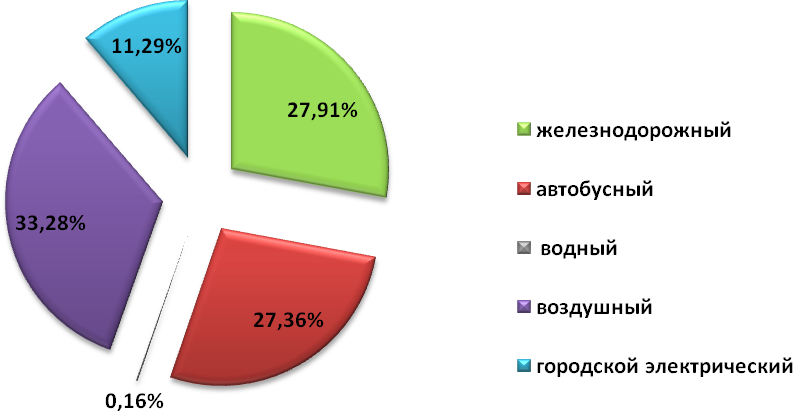 11,29%
27,91%
33,28%
27,36%
0,16%
железнодорожный
автобусный
водный
воздушный
городской электрический